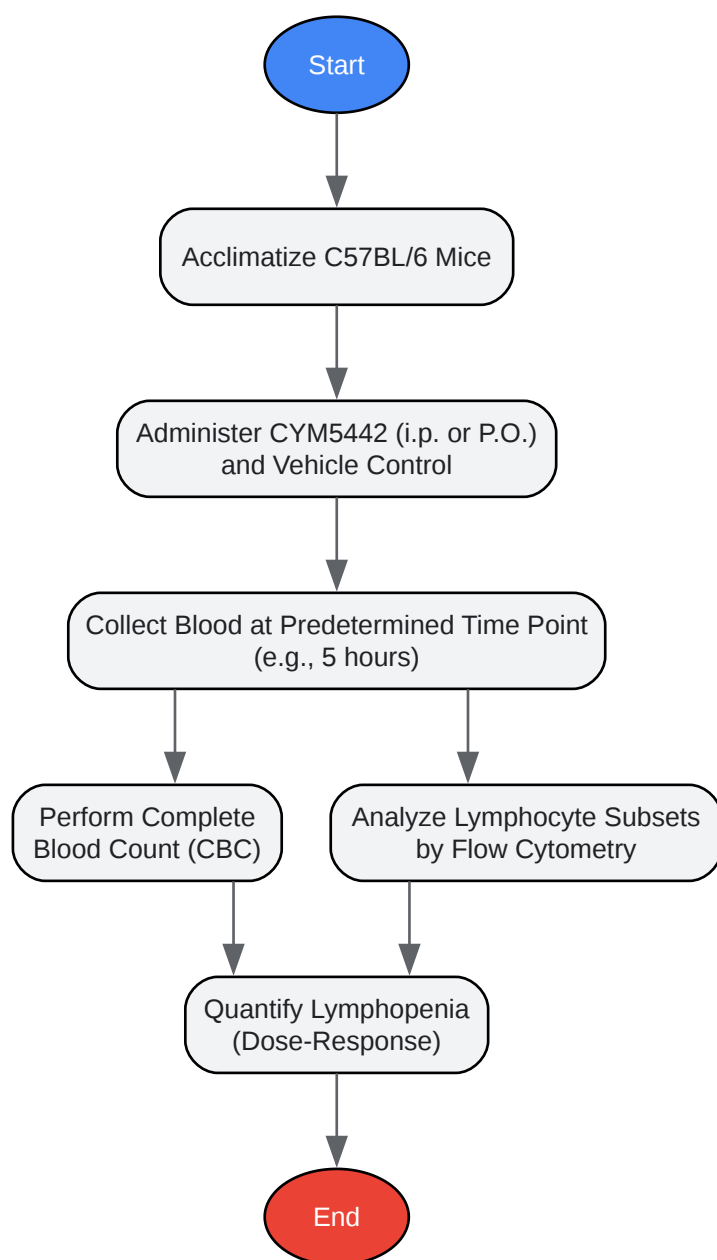 Start
Acclimatize C57BL/6 Mice
Administer CYM5442 (i.p. or P.O.)
and Vehicle Control
Collect Blood at Predetermined Time Point
(e.g., 5 hours)
Perform Complete
Blood Count (CBC)
Analyze Lymphocyte Subsets
by Flow Cytometry
Quantify Lymphopenia
(Dose-Response)
End